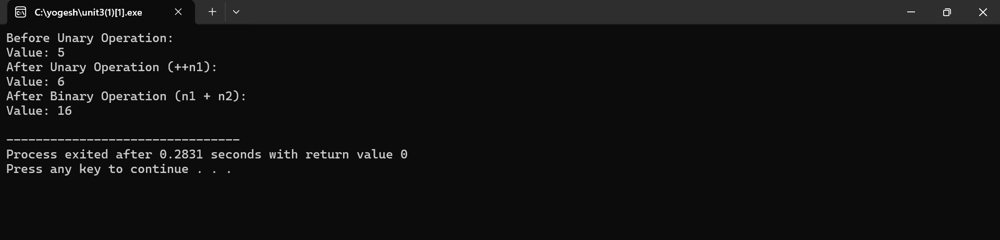 C:\yogesh\unit3(1)[1].exe
Before Unary Operation:
Value: 5
After Unary Operation (++n1):
Value: 6
After Binary Operation (n1 + n2):
Value: 16
--------------------------------
Process exited after 0.2831 seconds with return value 0
Press any key to continue . . .